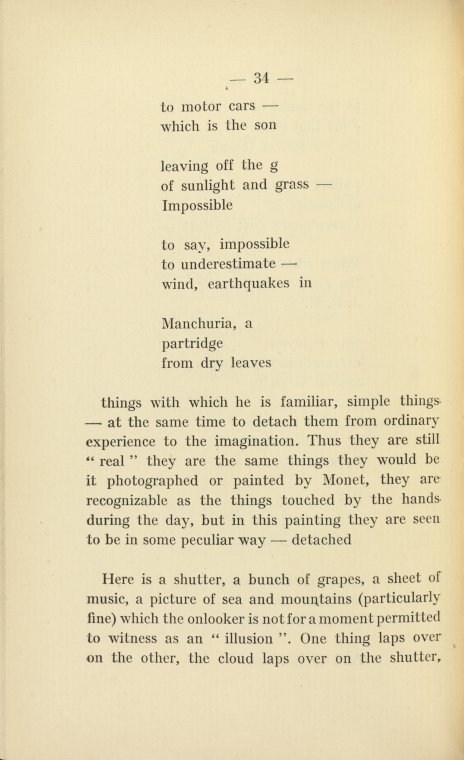 — 34 —
to motor cars —
which is the son
leaving off the g
of sunlight and grass —
Impossible
to say, impossible
to underestimate —
wind, earthquakes in
Manchuria, a
partridge
from dry leaves
things with which he is familiar, simple things
— at the same time to detach them from ordinary
experience to the imagination. Thus they are still
“ real ” they are the same things they would be
it photographed or painted by Monet, they are
recognizable as the things touched by the hands
during the day, but in this painting they are seen
to be in some peculiar way — detached
Here is a shutter, a bunch of grapes, a sheet of
music, a picture of sea and mountains (particularly
fine) which the onlooker is not for a moment permitted
to witness as an “ illusion ”. One thing laps over
on the other, the cloud laps over on the shutter,